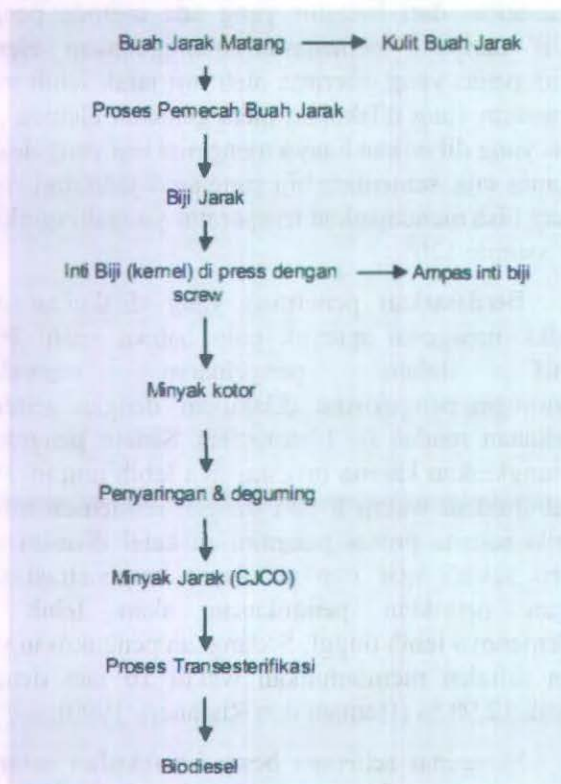 Buah Jarak Matang → Kulit Buah Jarak
Proses Pemecah Buah Jarak
Biji Jarak
Inti Biji (kernel) di press dengan → Ampas inti biji
screw
Minyak kotor
Penyaringan & deguming
Minyak Jarak (CJCO)
Proses Transesterifikasi
Biodiesel